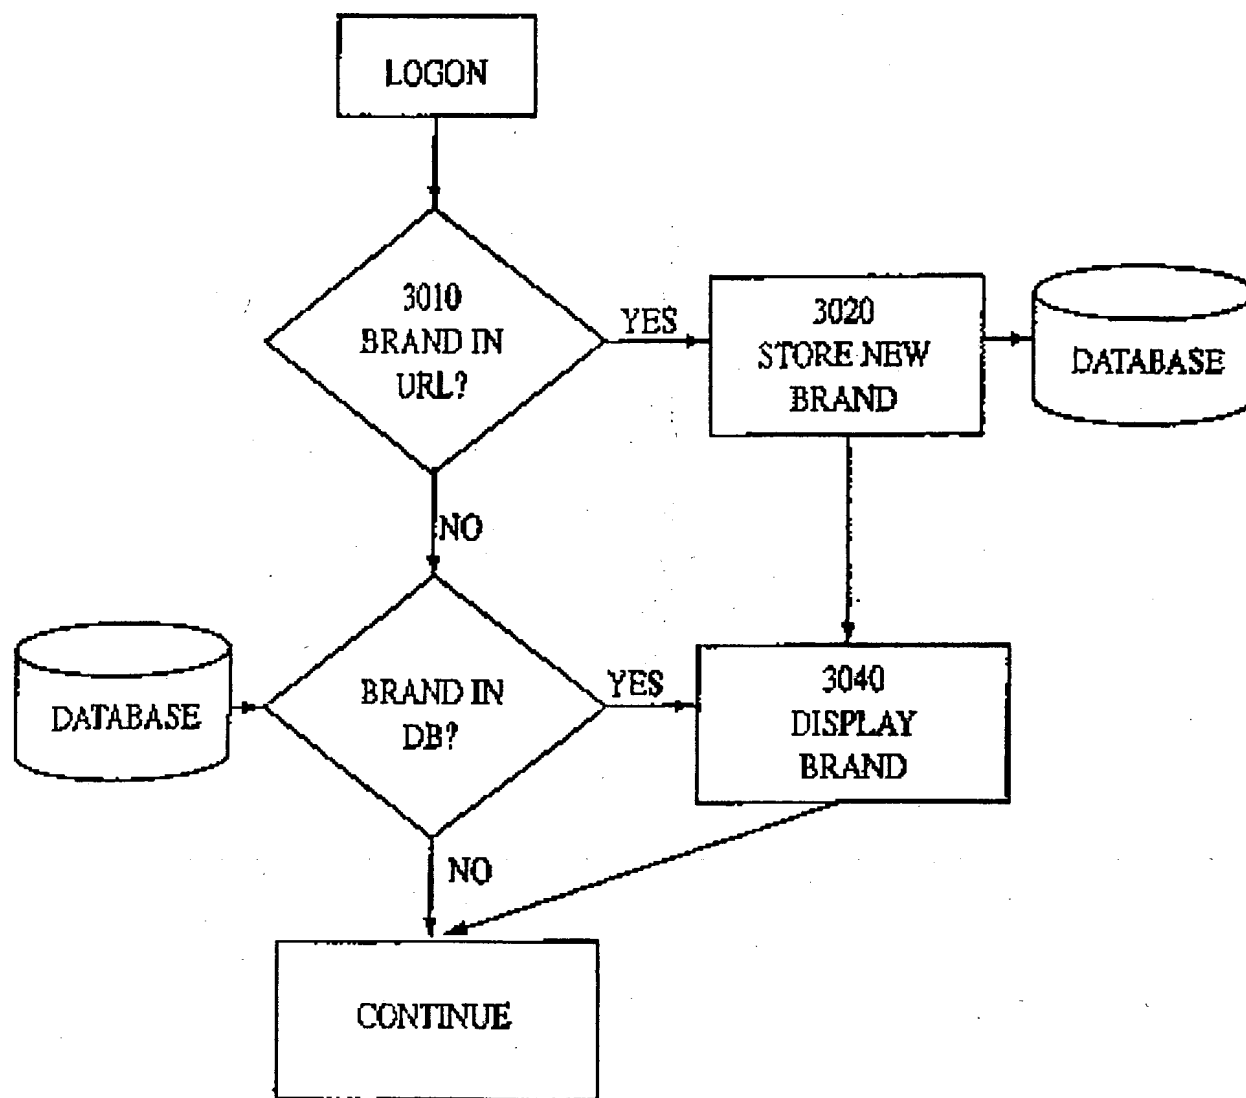 LOGON
3010
BRAND IN
URL?
YES
3020
STORE NEW
BRAND
DATABASE
NO
DATABASE
BRAND IN
DB?
YES
3040
DISPLAY
BRAND
NO
CONTINUE